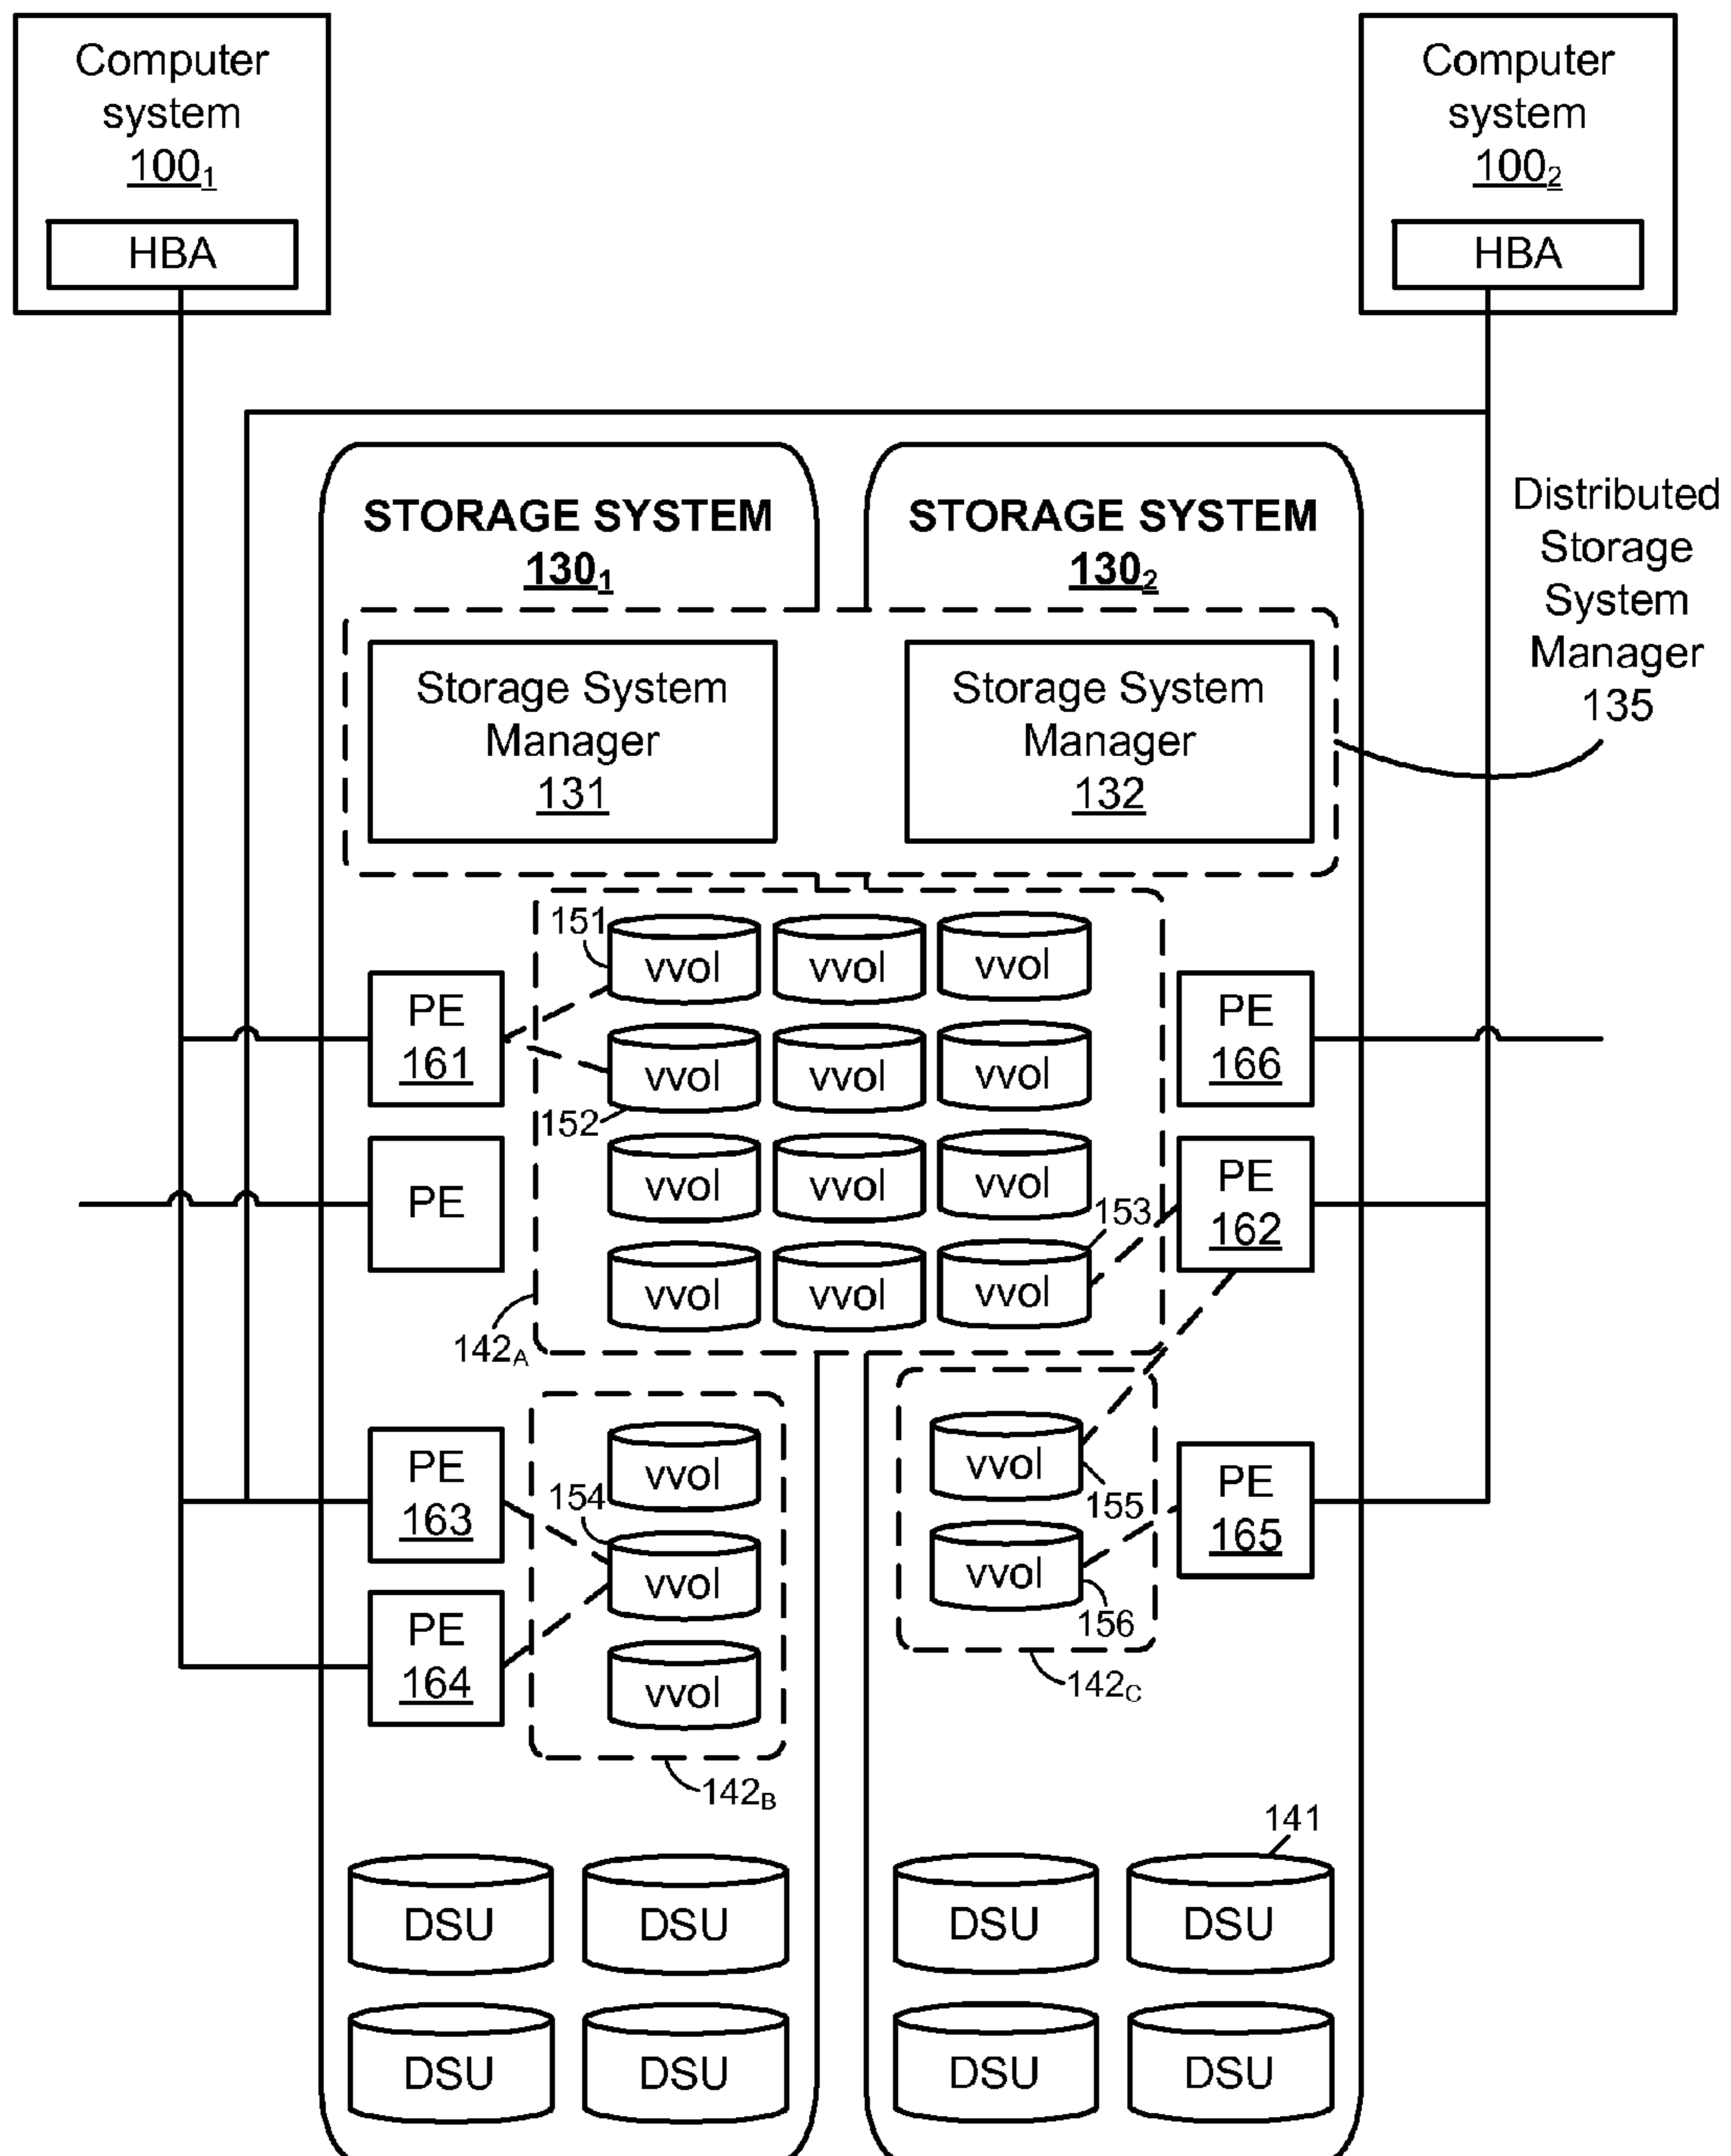 Computer
system
100₁
HBA
Computer
system
100₂
HBA
STORAGE SYSTEM
130₁
STORAGE SYSTEM
130₂
Distributed
Storage
System
Manager
135
Storage System
Manager
131
Storage System
Manager
132
151
vvol
vvol
vvol
PE
161
PE
166
vvol
vvol
vvol
152
PE
vvol
vvol
vvol
153
PE
162
vvol
vvol
vvol
142A
PE
163
vvol
154
vvol
PE
164
vvol
142B
vvol
155
vvol
156
PE
165
142C
141
DSU
DSU
DSU
DSU
DSU
DSU
DSU
DSU